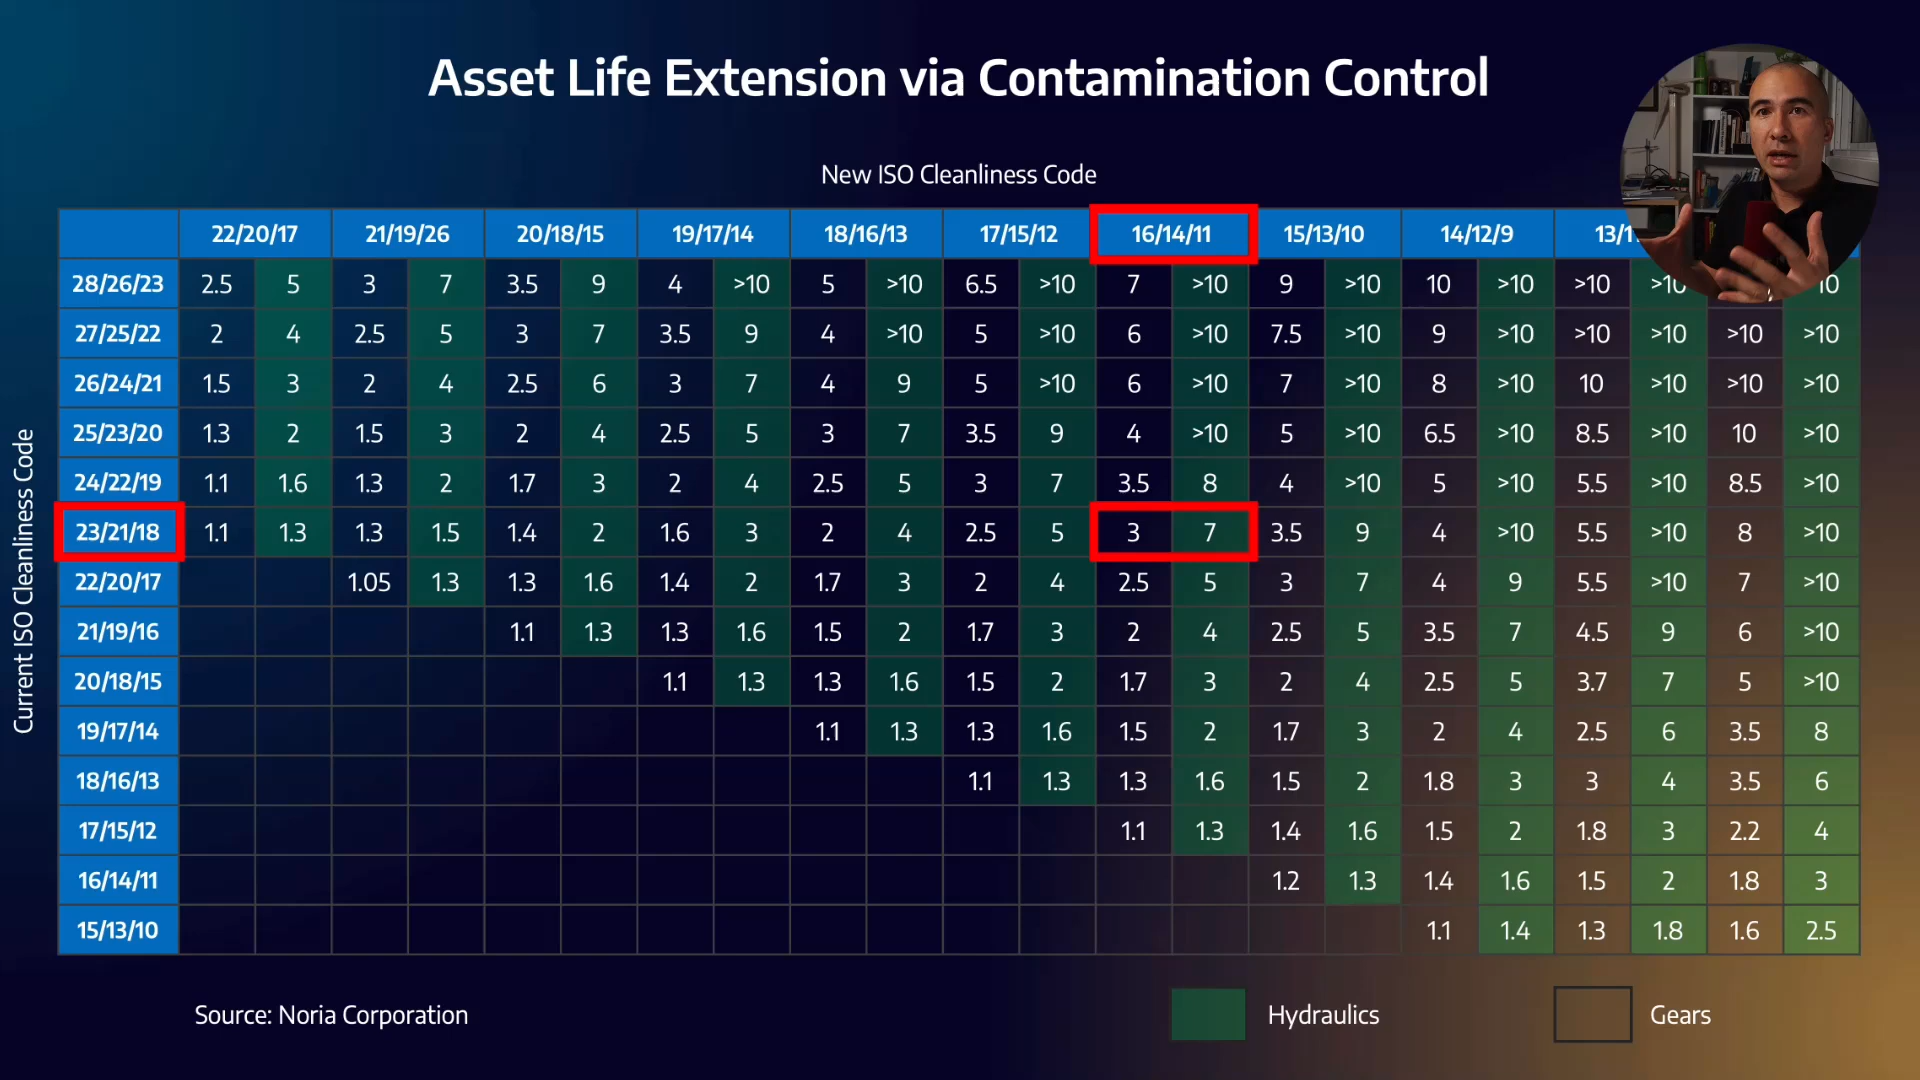 Asset Life Extension via Contamination Control
New ISO Cleanliness Code
Current ISO Cleanliness Code
22/20/17 21/19/26 20/18/15 19/17/14 18/16/13 17/15/12 16/14/11 15/13/10 14/12/9
28/26/23 2.5 5 3 7 3.5 9 4 >10 5 >10 6.5 >10 7 >10 9 >10 10 >10 >10 >10
27/25/22 2 4 2.5 5 3 7 3.5 9 4 >10 5 >10 6 >10 7.5 >10 9 >10 >10 >10 >10 >10
26/24/21 1.5 3 2 4 2.5 6 3 7 4 9 5 >10 6 >10 7 >10 8 >10 10 >10 >10 >10
25/23/20 1.3 2 1.5 3 2 4 2.5 5 3 7 3.5 9 4 >10 5 >10 6.5 >10 8.5 >10 10 >10
24/22/19 1.1 1.6 1.3 2 1.7 3 2 4 2.5 5 3 7 3.5 8 4 >10 5 >10 5.5 >10 8.5 >10
23/21/18 1.1 1.3 1.3 1.5 1.4 2 1.6 3 2 4 2.5 5 3 7 3.5 9 4 >10 5.5 >10 8 >10
22/20/17 1.05 1.3 1.3 1.6 1.4 2 1.7 3 2 4 2.5 5 3 7 4 9 5.5 >10 7 >10
21/19/16 1.1 1.3 1.3 1.6 1.5 2 1.7 3 2 4 2.5 5 3.5 7 4.5 9 6 >10
20/18/15 1.1 1.3 1.3 1.6 1.5 2 1.7 3 2 4 2.5 5 3.7 7 5 >10
19/17/14 1.1 1.3 1.3 1.6 1.5 2 1.7 3 2 4 2.5 6 3.5 8
18/16/13 1.1 1.3 1.3 1.6 1.5 2 1.8 3 3 4 3.5 6
17/15/12 1.1 1.3 1.4 1.6 1.5 2 1.8 3 2.2 4
16/14/11 1.2 1.3 1.4 1.6 1.5 2 1.8 3
15/13/10 1.1 1.4 1.3 1.8 1.6 2.5
Source: Noria Corporation
Hydraulics
Gears